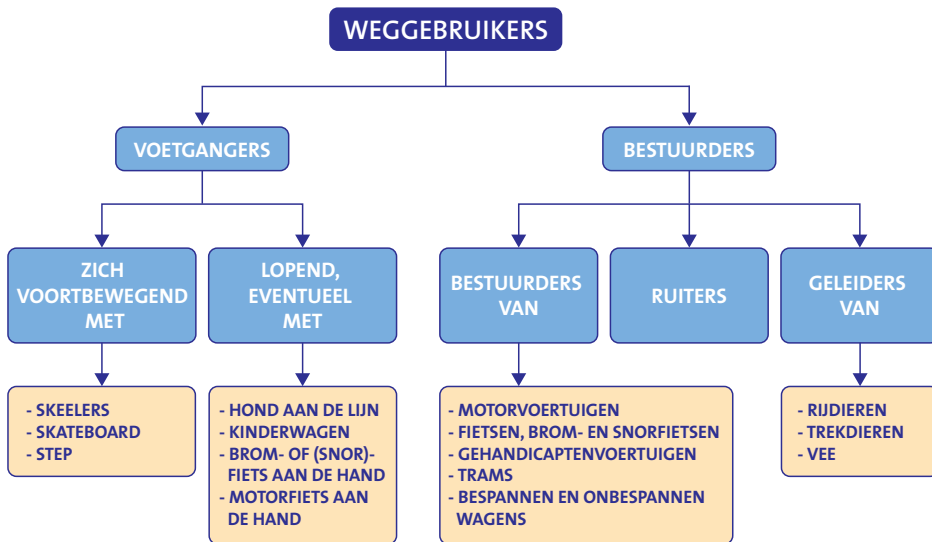 WEGGEBRUIKERS
VOETGANGERS
BESTUURDERS
ZICH
VOORTBEWEGEND
MET
LOPEND,
EVENTUEEL
MET
BESTUURDERS
VAN
RUITERS
GELEIDERS
VAN
- SKEELERS
- SKATEBOARD
- STEP
- HOND AAN DE LIJN
- KINDERWAGEN
- BROM- OF (SNOR)-
FIETS AAN DE HAND
- MOTORFIETS AAN
DE HAND
- MOTORVOERTUIGEN
- FIETSEN, BROM- EN SNORFIETSEN
- GEHANDICAPTENVOERTUIGEN
- TRAMS
- BESPANNEN EN ONBESPANNEN
WAGENS
- RIJDIEREN
- TREKDIEREN
- VEE